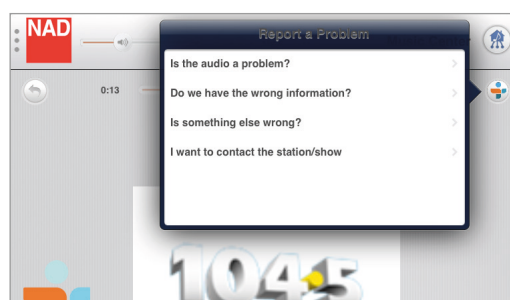 NAD
Report a Problem
Is the audio a problem?
Do we have the wrong information?
0:13
Is something else wrong?
I want to contact the station/show
104.5